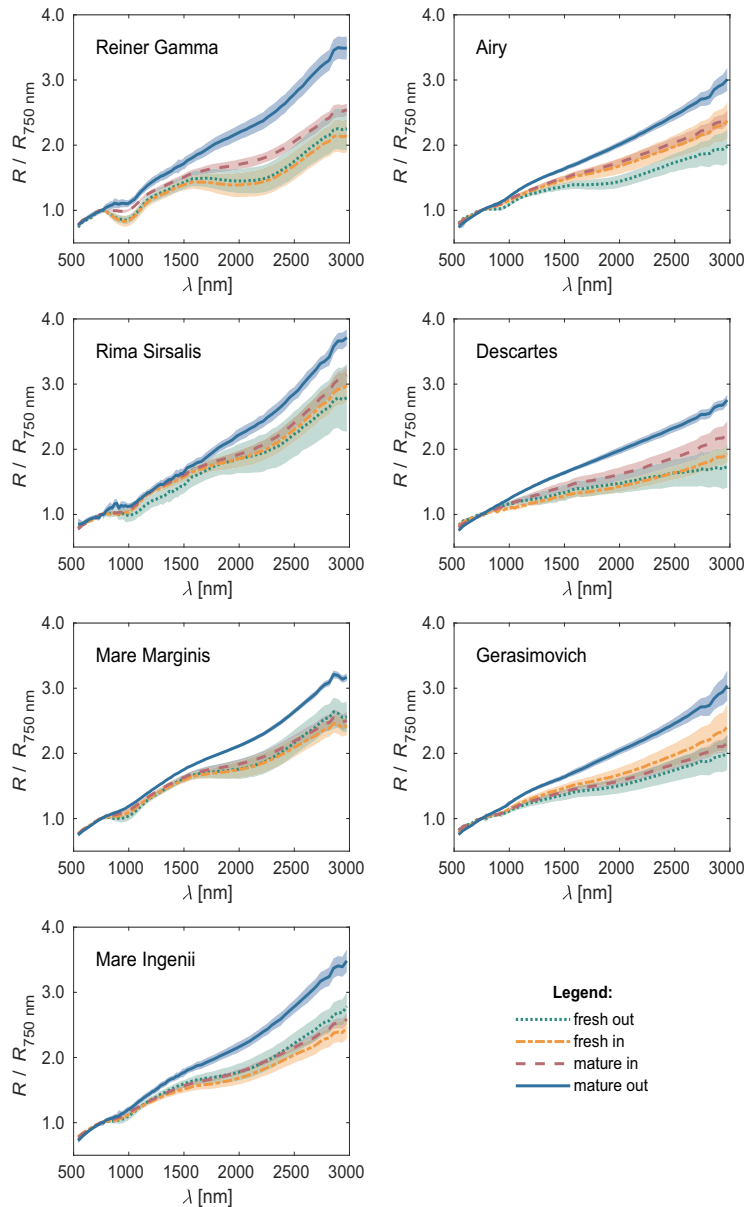 4.0
Reiner Gamma
3.0
2.0
1.0
R / R750 nm
500 1000 1500 2000 2500 3000
λ [nm]
4.0
Airy
3.0
2.0
1.0
R / R750 nm
500 1000 1500 2000 2500 3000
λ [nm]
4.0
Rima Sirsalis
3.0
2.0
1.0
R / R750 nm
500 1000 1500 2000 2500 3000
λ [nm]
4.0
Descartes
3.0
2.0
1.0
R / R750 nm
500 1000 1500 2000 2500 3000
λ [nm]
4.0
Mare Marginis
3.0
2.0
1.0
R / R750 nm
500 1000 1500 2000 2500 3000
λ [nm]
4.0
Gerasimovich
3.0
2.0
1.0
R / R750 nm
500 1000 1500 2000 2500 3000
λ [nm]
4.0
Mare Ingenii
3.0
2.0
1.0
R / R750 nm
500 1000 1500 2000 2500 3000
λ [nm]
Legend:
fresh out
fresh in
mature in
mature out